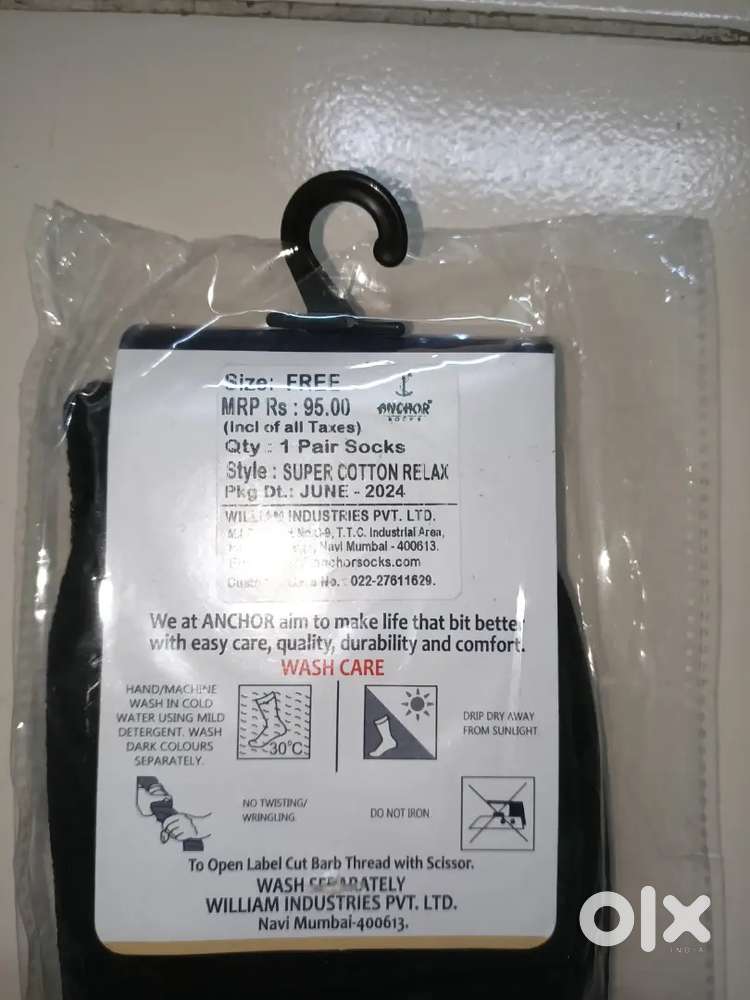 Size: FREE
MRP Rs : 95.00
ANCHOR
SOCKS
(Incl of all Taxes)
Qty : 1 Pair Socks
Style : SUPER COTTON RELAX
Pkg Dt.: JUNE - 2024
WILLIAM INDUSTRIES PVT. LTD.
T.T.C. Industrial Area,
Navi Mumbai - 400613.
anchorsocks.com
No. : 022-27611629.
We at ANCHOR aim to make life that bit better
with easy care, quality, durability and comfort.
WASH CARE
HAND/MACHINE
WASH IN COLD
WATER USING MILD
DETERGENT. WASH
DARK COLOURS
SEPARATELY.
30°C
DRIP DRY AWAY
FROM SUNLIGHT
NO TWISTING/
WRINGLING.
DO NOT IRON.
To Open Label Cut Barb Thread with Scissor.
WASH SEPARATELY
WILLIAM INDUSTRIES PVT. LTD.
Navi Mumbai-400613.
olx
INDIA